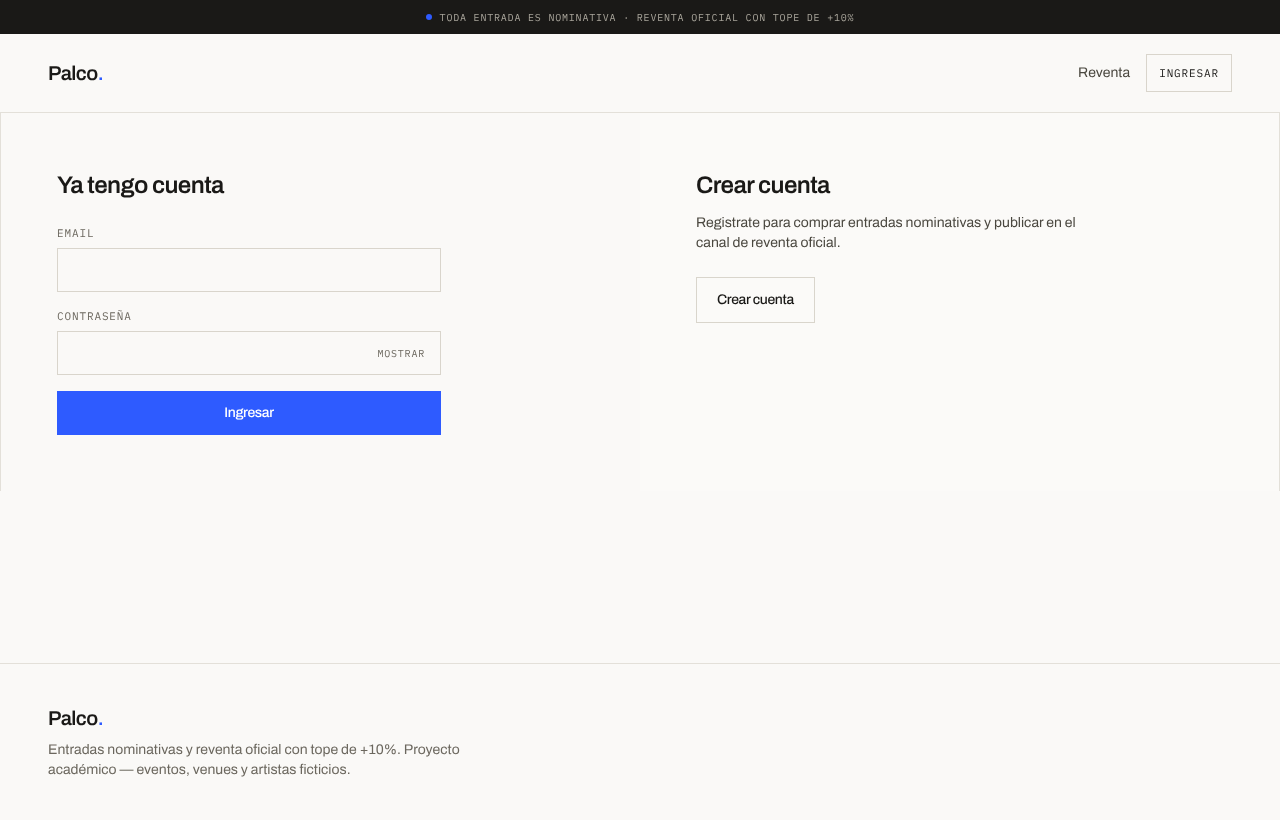 TODA ENTRADA ES NOMINATIVA · REVENTA OFICIAL CON TOPE DE +10%
Palco.
Reventa
INGRESAR
Ya tengo cuenta
EMAIL
CONTRASEÑA
MOSTRAR
Ingresar
Crear cuenta
Registrate para comprar entradas nominativas y publicar en el
canal de reventa oficial.
Crear cuenta
Palco.
Entradas nominativas y reventa oficial con tope de +10%. Proyecto
académico — eventos, venues y artistas ficticios.